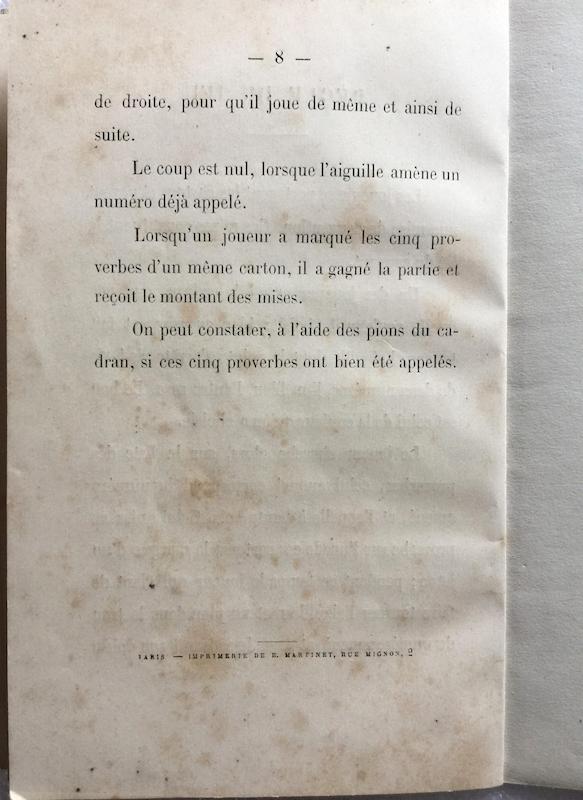 — 8 —
de droite, pour qu'il joue de même et ainsi de
suite.
Le coup est nul, lorsque l'aiguille amène un
numéro déjà appelé.
Lorsqu'un joueur a marqué les cinq pro-
verbes d'un même carton, il a gagné la partie et
reçoit le montant des mises.
On peut constater, à l'aide des pions du ca-
dran, si ces cinq proverbes ont bien été appelés.
PARIS — IMPRIMERIE DE E. MARTINET, RUE MIGNON, 2